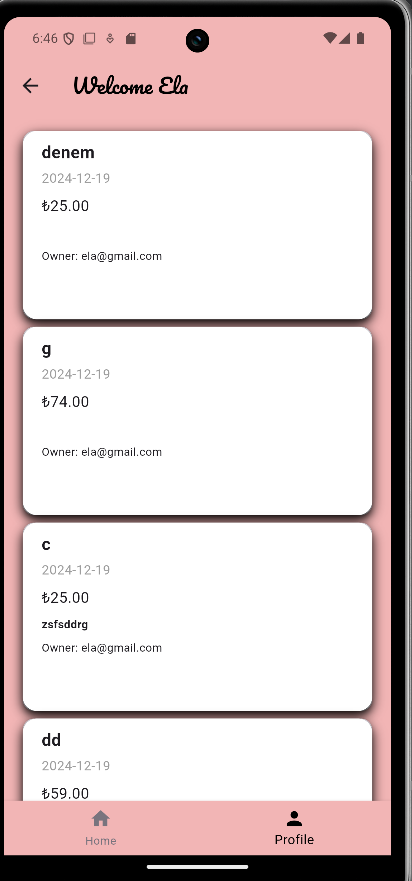 6:46
Welcome Ela
denem
2024-12-19
₺25.00
Owner: ela@gmail.com
g
2024-12-19
₺74.00
Owner: ela@gmail.com
c
2024-12-19
₺25.00
zsfsddrg
Owner: ela@gmail.com
dd
2024-12-19
₺59.00
Home
Profile